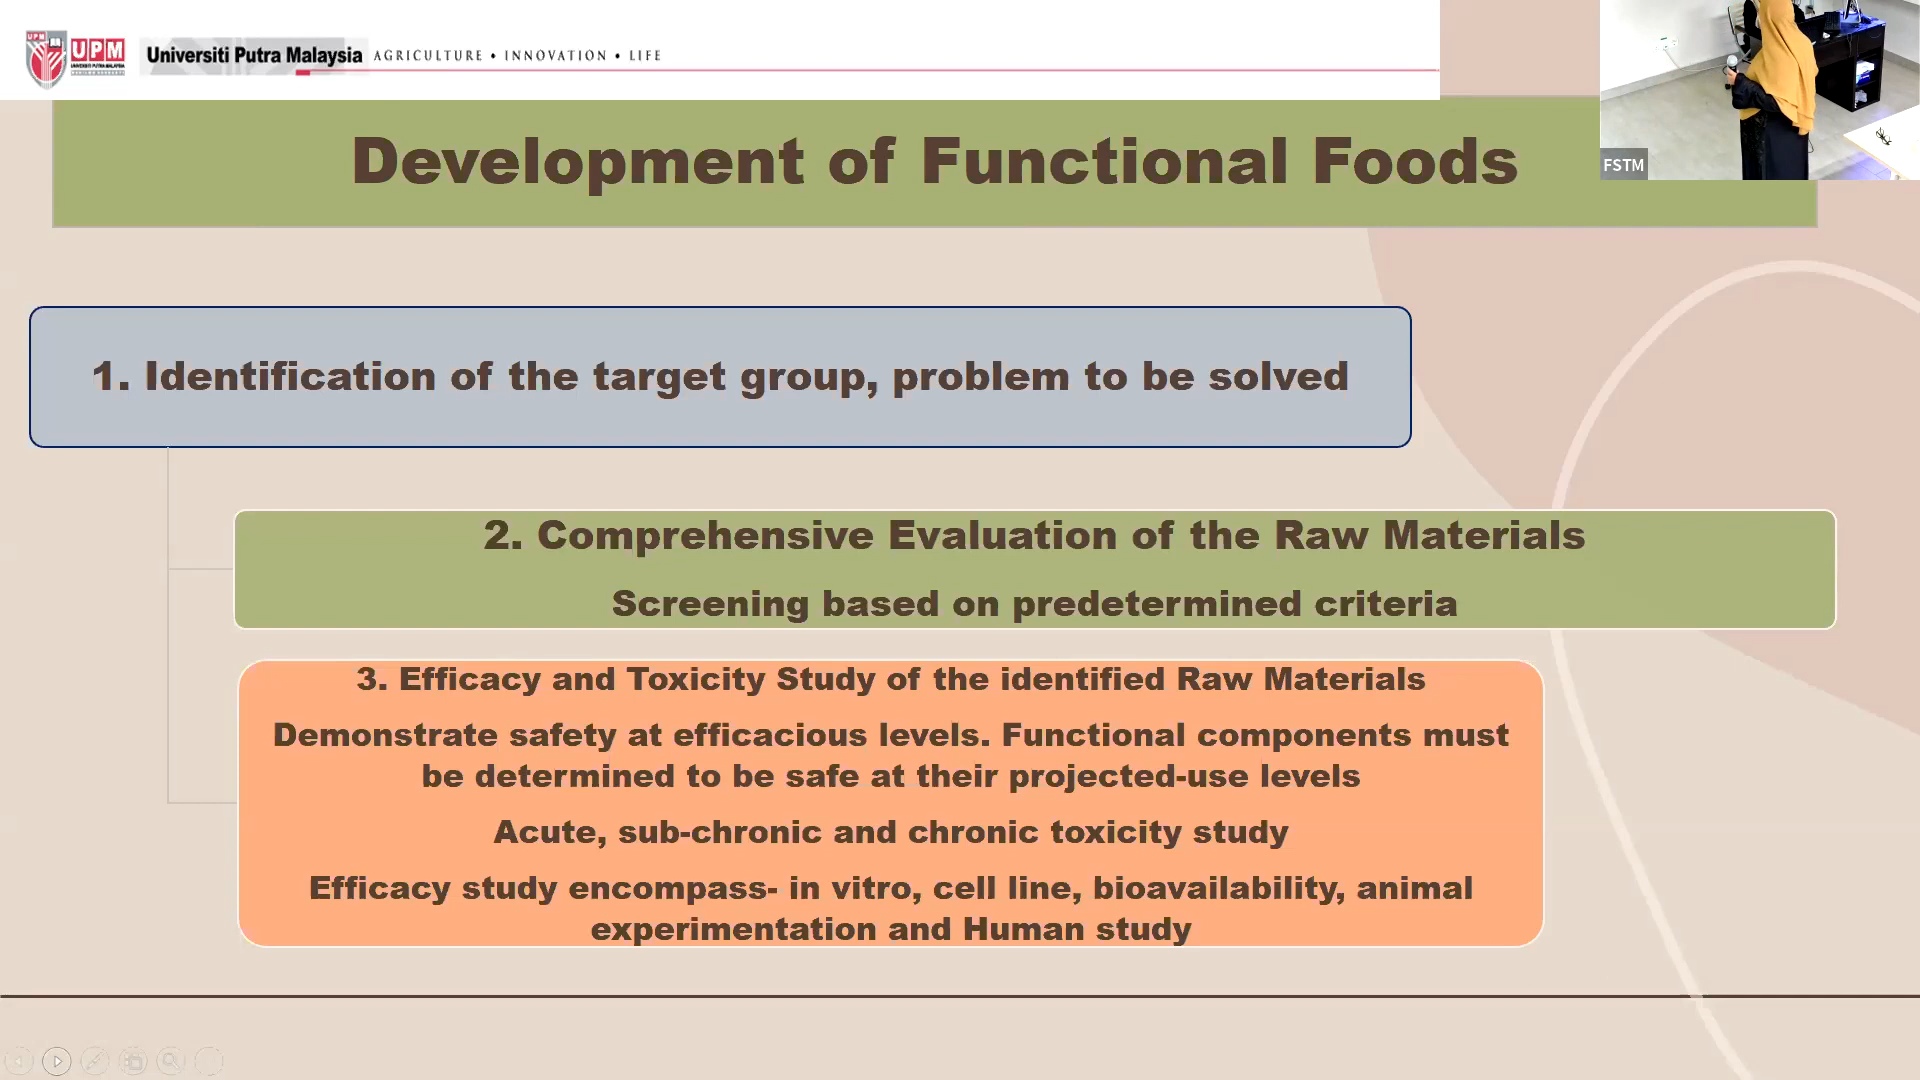 UPM
UPM
UNIVERSITI PUTRA MALAYSIA
Universiti Putra Malaysia
AGRICULTURE • INNOVATION • LIFE
FSTM
Development of Functional Foods
1. Identification of the target group, problem to be solved
2. Comprehensive Evaluation of the Raw Materials
Screening based on predetermined criteria
3. Efficacy and Toxicity Study of the identified Raw Materials
Demonstrate safety at efficacious levels. Functional components must
be determined to be safe at their projected-use levels
Acute, sub-chronic and chronic toxicity study
Efficacy study encompass- in vitro, cell line, bioavailability, animal
experimentation and Human study